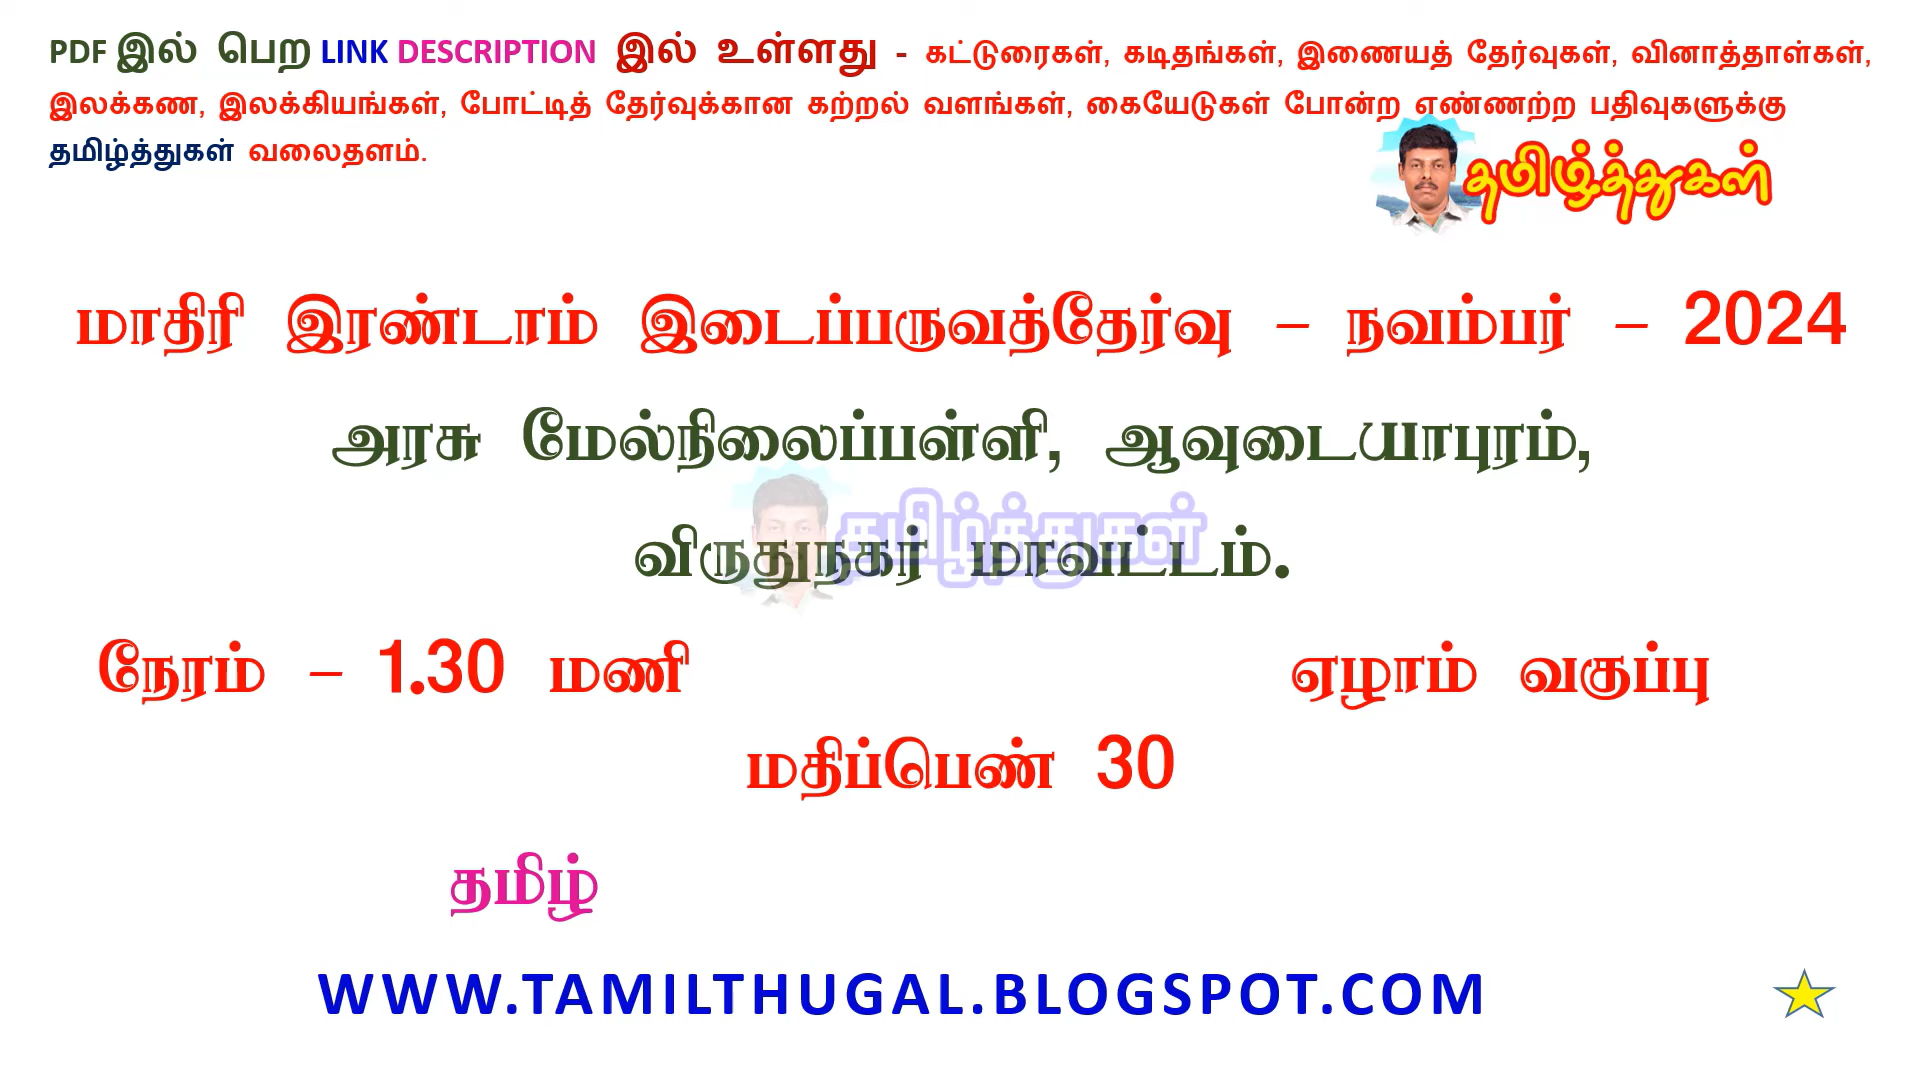 PDF இல் பெற LINK DESCRIPTION இல் உள்ளது - கட்டுரைகள், கடிதங்கள், இணையத் தேர்வுகள், வினாத்தாள்கள்,
இலக்கண, இலக்கியங்கள், போட்டித் தேர்வுக்கான கற்றல் வளங்கள், கையேடுகள் போன்ற எண்ணற்ற பதிவுகளுக்கு
தமிழ்த்துகள் வலைதளம்.
தமிழ்த்துகள்
மாதிரி இரண்டாம் இடைப்பருவத்தேர்வு – நவம்பர் – 2024
அரசு மேல்நிலைப்பள்ளி, ஆவுடையாபுரம்,
தமிழ்த்துகள்
விருதுநகர் மாவட்டம்.
நேரம் – 1.30 மணி ஏழாம் வகுப்பு
மதிப்பெண் 30
தமிழ்
WWW.TAMILTHUGAL.BLOGSPOT.COM